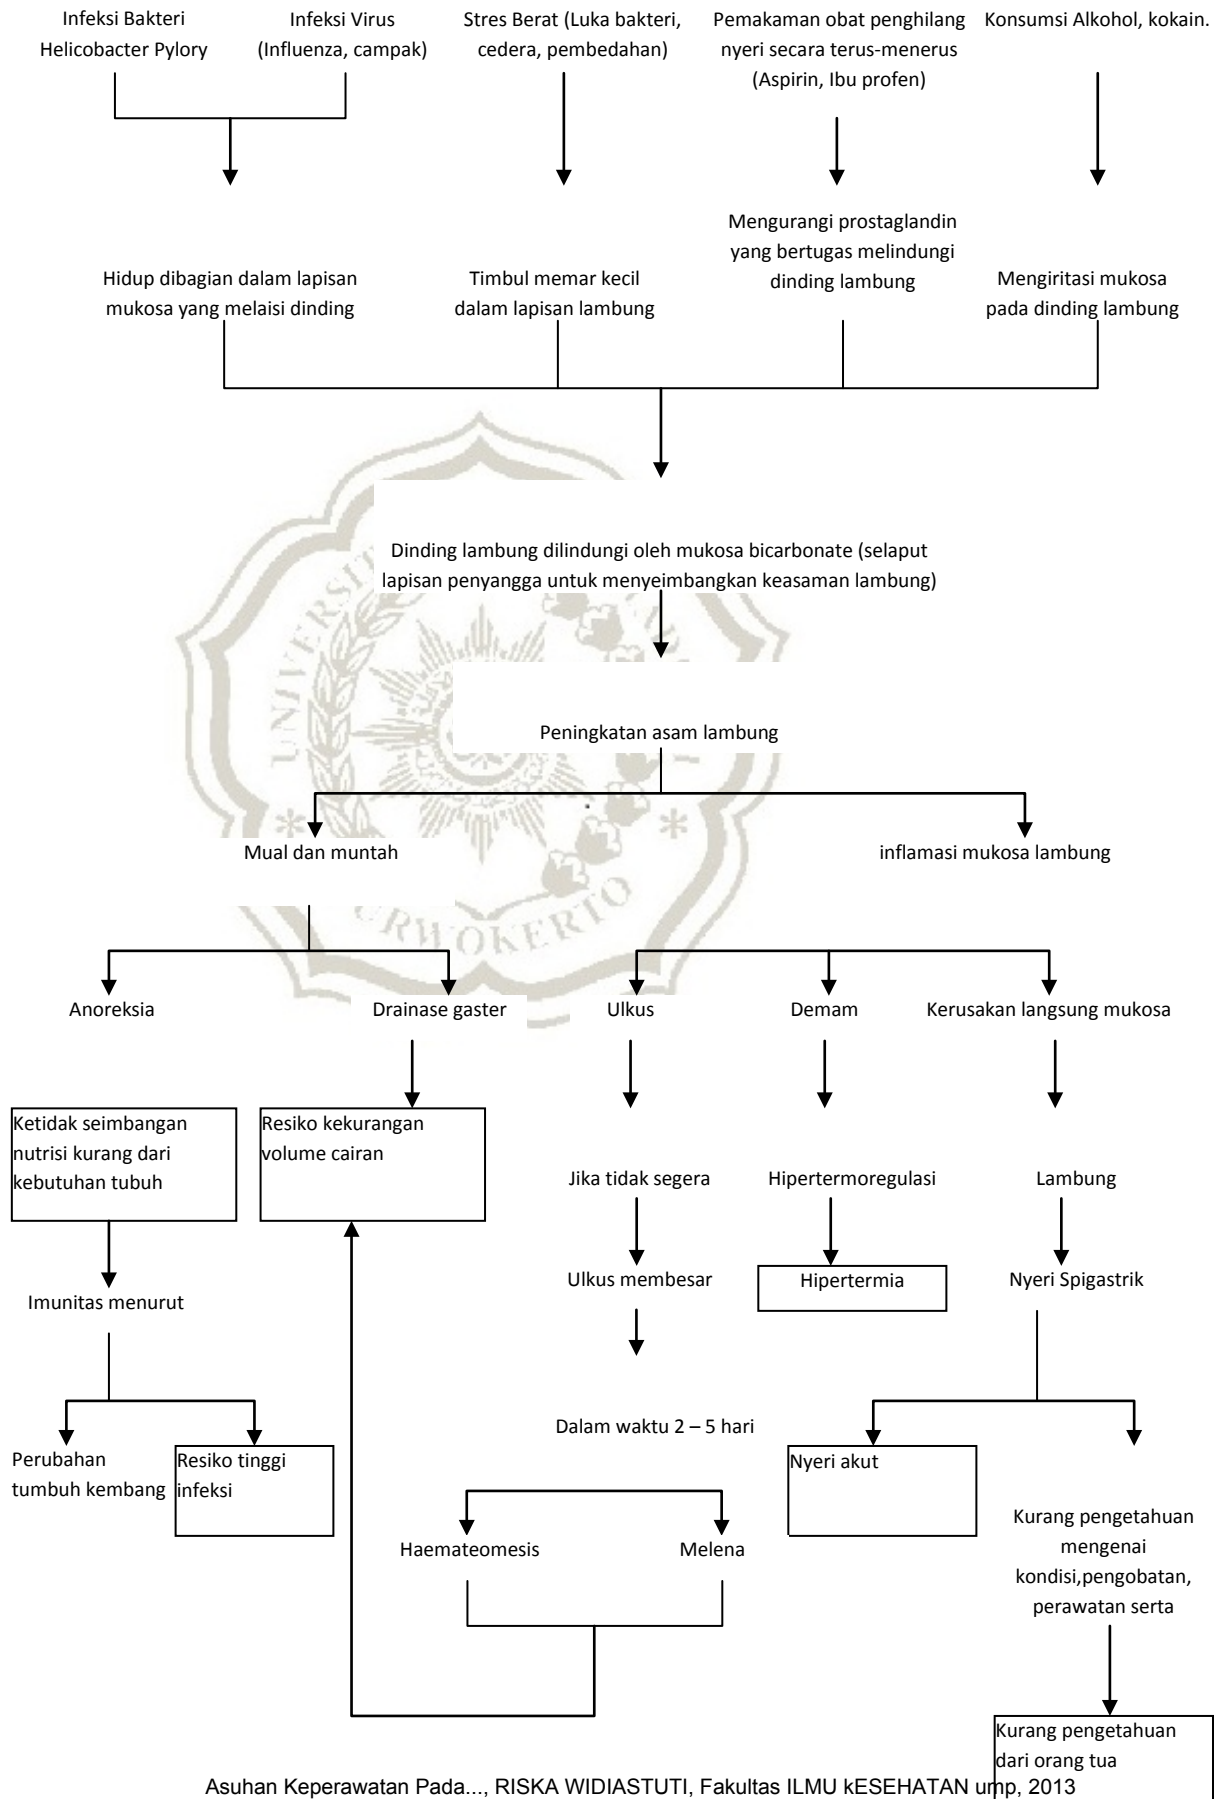 Infeksi Bakteri
Helicobacter Pylory
Infeksi Virus
(Influenza, campak)
Stres Berat (Luka bakteri,
cedera, pembedahan)
Pemakaman obat penghilang
nyeri secara terus-menerus
(Aspirin, Ibu profen)
Konsumsi Alkohol, kokain.
Hidup dibagian dalam lapisan
mukosa yang melaisi dinding
Timbul memar kecil
dalam lapisan lambung
Mengurangi prostaglandin
yang bertugas melindungi
dinding lambung
Mengiritasi mukosa
pada dinding lambung
Dinding lambung dilindungi oleh mukosa bicarbonate (selaput
lapisan penyangga untuk menyeimbangkan keasaman lambung)
Peningkatan asam lambung
Mual dan muntah
inflamasi mukosa lambung
Anoreksia
Drainase gaster
Ulkus
Demam
Kerusakan langsung mukosa
Ketidak seimbangan
nutrisi kurang dari
kebutuhan tubuh
Resiko kekurangan
volume cairan
Jika tidak segera
Hipertermoregulasi
Lambung
Imunitas menurut
Ulkus membesar
Hipertermia
Nyeri Spigastrik
Perubahan
tumbuh kembang
Resiko tinggi
infeksi
Dalam waktu 2 – 5 hari
Nyeri akut
Haemateomesis
Melena
Kurang pengetahuan
mengenai
kondisi,pengobatan,
perawatan serta
Kurang pengetahuan
dari orang tua
Asuhan Keperawatan Pada..., RISKA WIDIASTUTI, Fakultas ILMU kESEHATAN ump, 2013